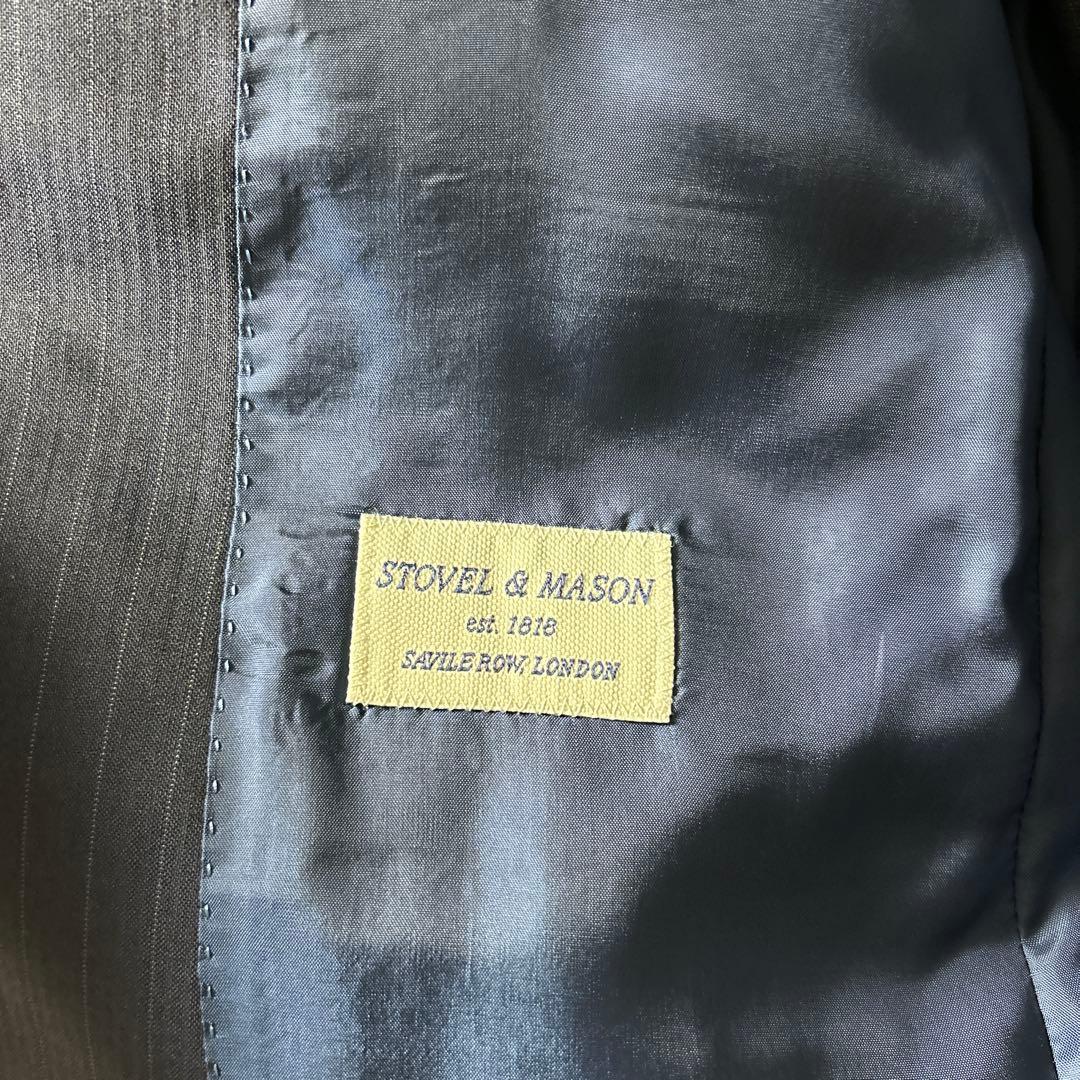 STOVEL & MASON
est. 1818
SAVILE ROW, LONDON